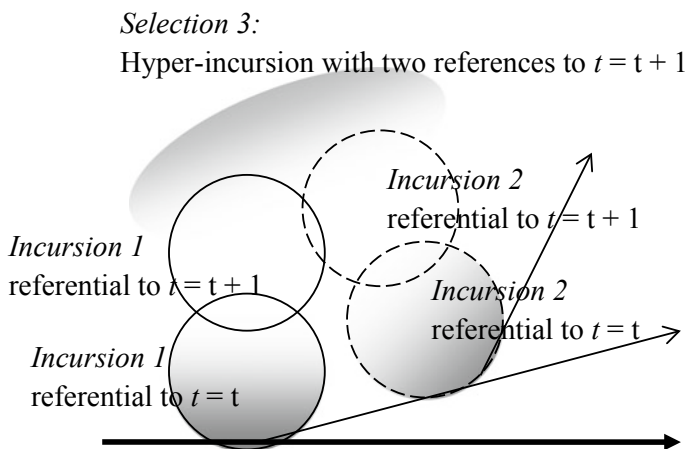 Selection 3:
Hyper-incursion with two references to t = t + 1
Incursion 2
referential to t = t + 1
Incursion 1
referential to t = t + 1
Incursion 2
referential to t = t
Incursion 1
referential to t = t